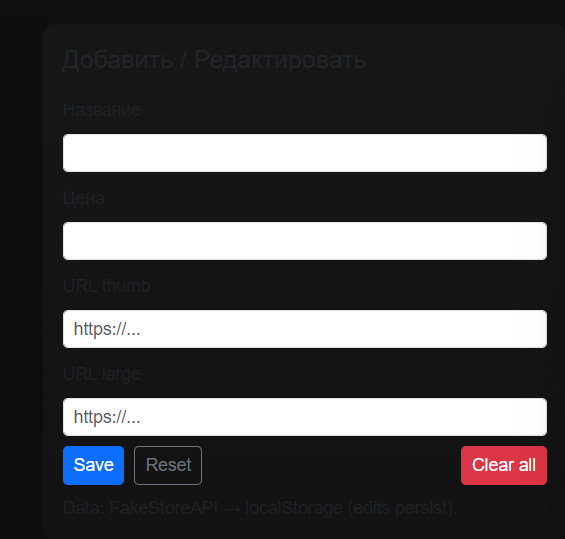 Добавить / Редактировать
Название
Цена
URL thumb
https://...
URL large
https://...
Save Reset Clear all
Data: FakeStoreAPI → localStorage (edits persist).